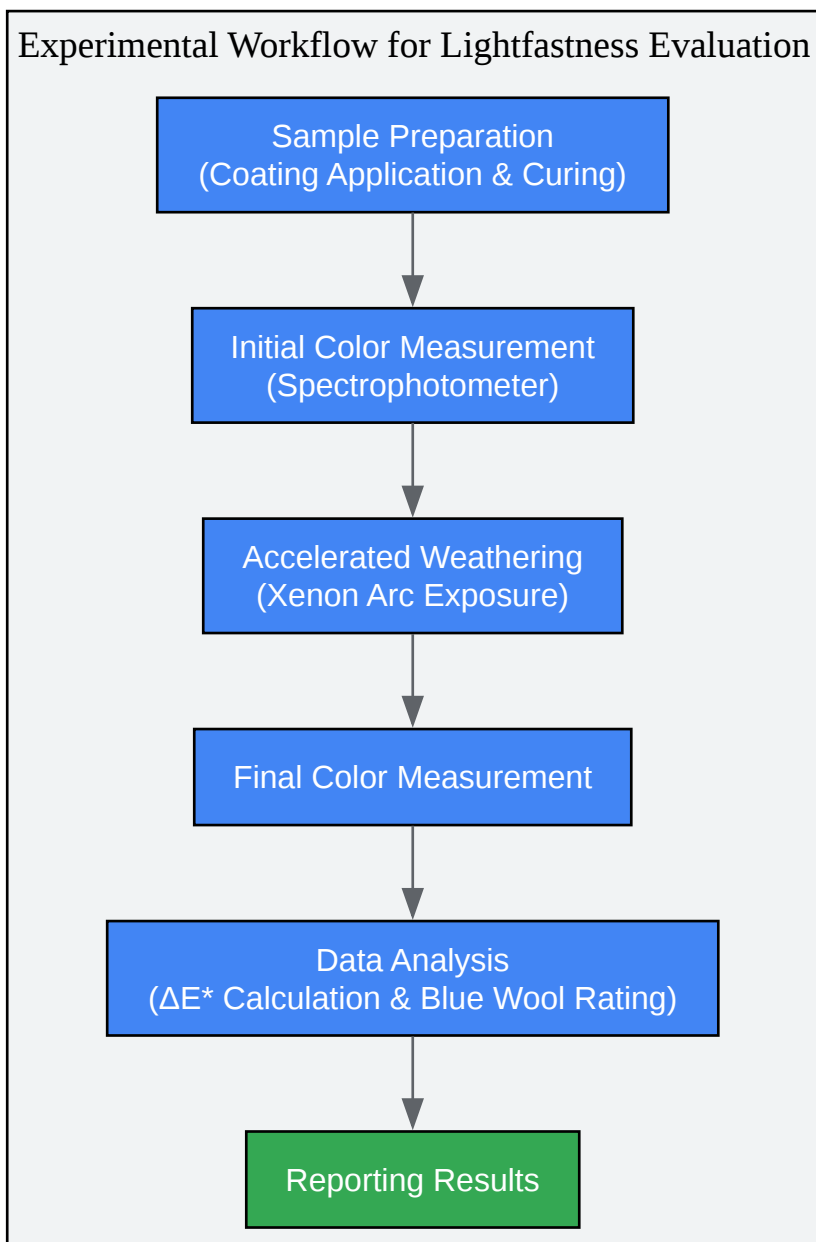 Experimental Workflow for Lightfastness Evaluation
Sample Preparation
(Coating Application & Curing)
Initial Color Measurement
(Spectrophotometer)
Accelerated Weathering
(Xenon Arc Exposure)
Final Color Measurement
Data Analysis
(ΔE* Calculation & Blue Wool Rating)
Reporting Results